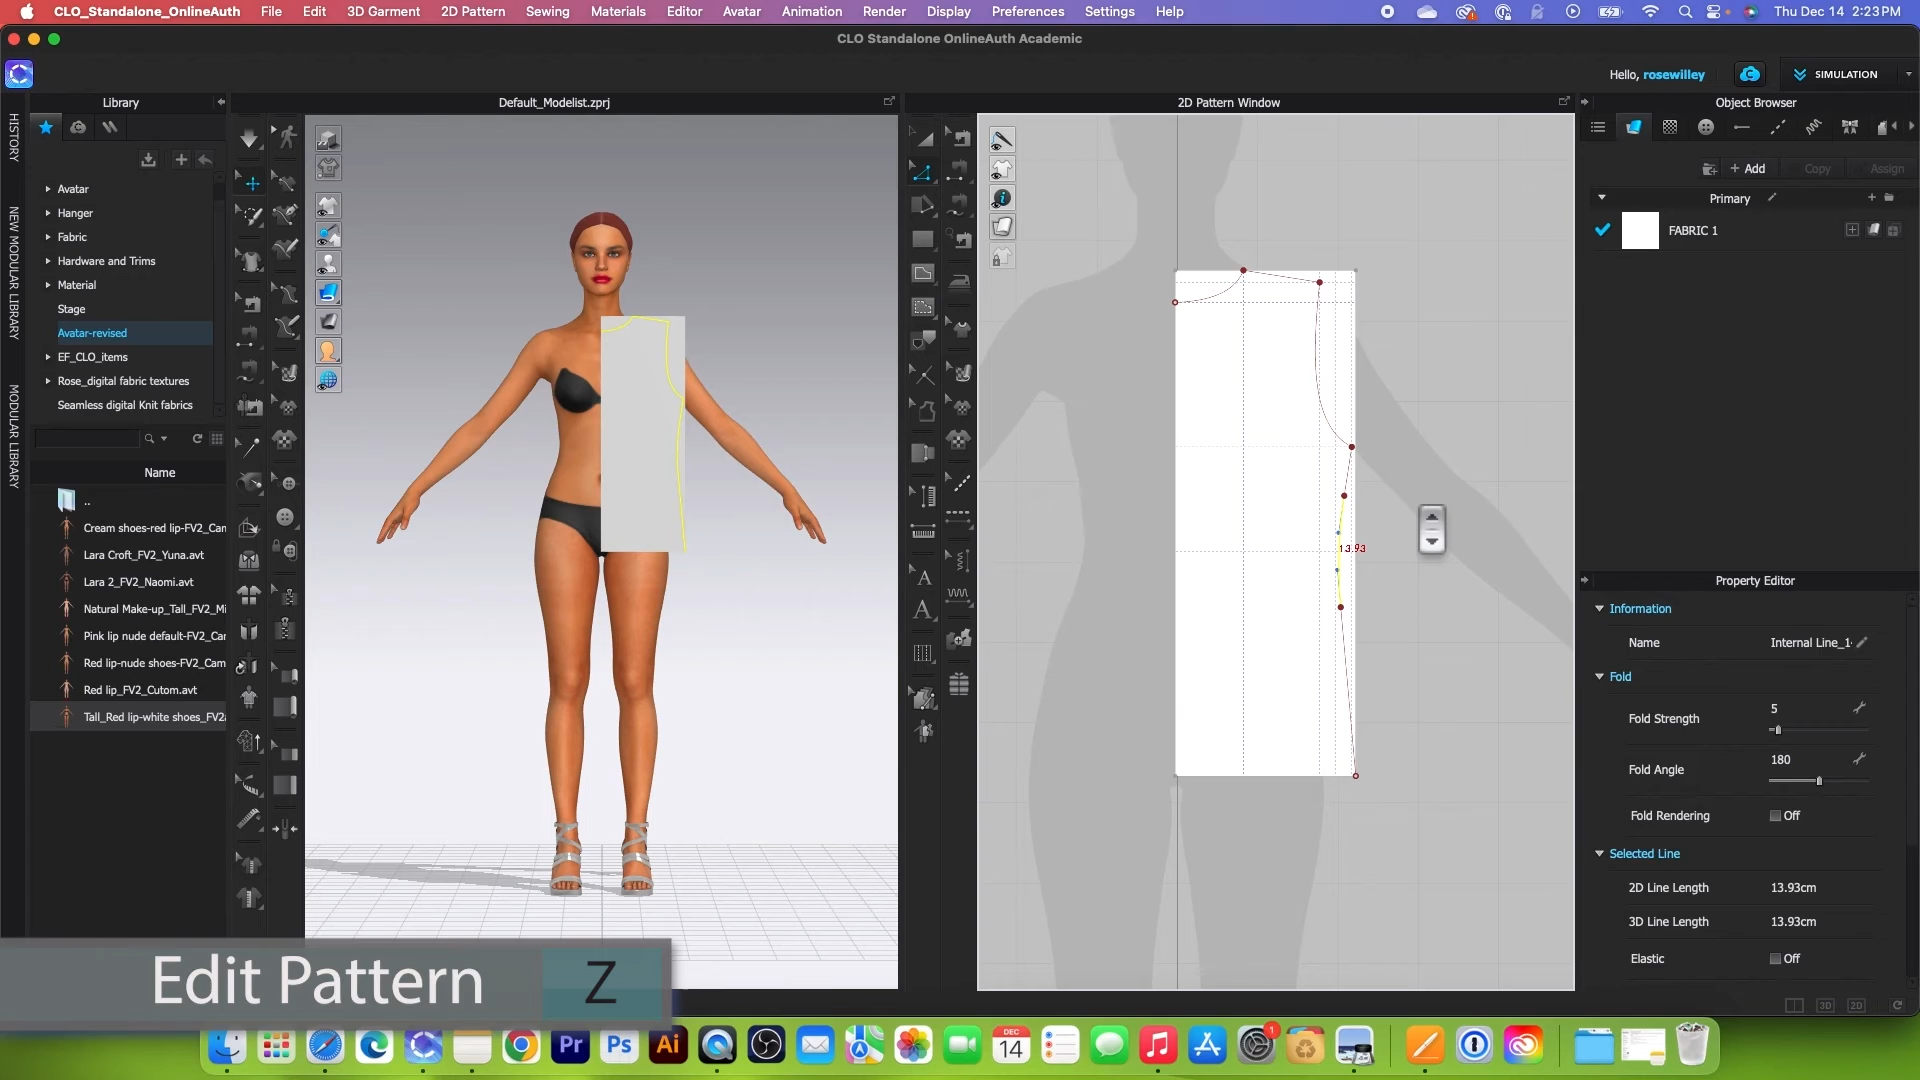 CLO_Standalone_OnlineAuth File Edit 3D Garment 2D Pattern Sewing Materials Editor Avatar Animation Render Display Preferences Settings Help Thu Dec 14 2:23 PM
CLO Standalone OnlineAuth Academic
Hello, rosewilley SIMULATION
Library
Default_Modelist.zprj
2D Pattern Window
Object Browser
HISTORY
NEW MODULAR LIBRARY
MODULAR LIBRARY
Avatar
Hanger
Fabric
Hardware and Trims
Material
Stage
Avatar-revised
EF_CLO_items
Rose_digital fabric textures
Seamless digital Knit fabrics
Name
..
Cream shoes-red lip-FV2_Can
Lara Croft_FV2_Yuna.avt
Lara 2_FV2_Naomi.avt
Natural Make-up_Tall_FV2_Mi
Pink lip nude default-FV2_Car
Red lip-nude shoes-FV2_Cam
Red lip_FV2_Cutom.avt
Tall_Red lip-white shoes_FV2
13.93
+ Add Copy Assign
Primary
FABRIC 1
Property Editor
Information
Name Internal Line_1
Fold
Fold Strength 5
Fold Angle 180
Fold Rendering Off
Selected Line
2D Line Length 13.93cm
3D Line Length 13.93cm
Elastic Off
3D 2D
Edit Pattern Z
Pr Ps Ai
DEC
14
1